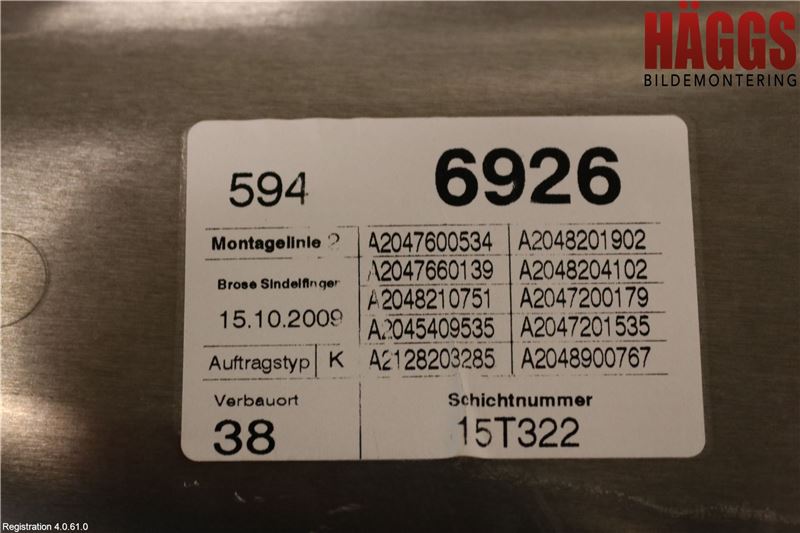 HÄGGS
BILDEMONTERING
594 6926
Montagelinie 2 A2047600534 A2048201902
A2047660139 A2048204102
Brose Sindelfingen A2048210751 A2047200179
15.10.2009 A2045409535 A2047201535
Auftragstyp K A2128203285 A2048900767
Verbauort Schichtnummer
38 15T322
Registration 4.0.61.0